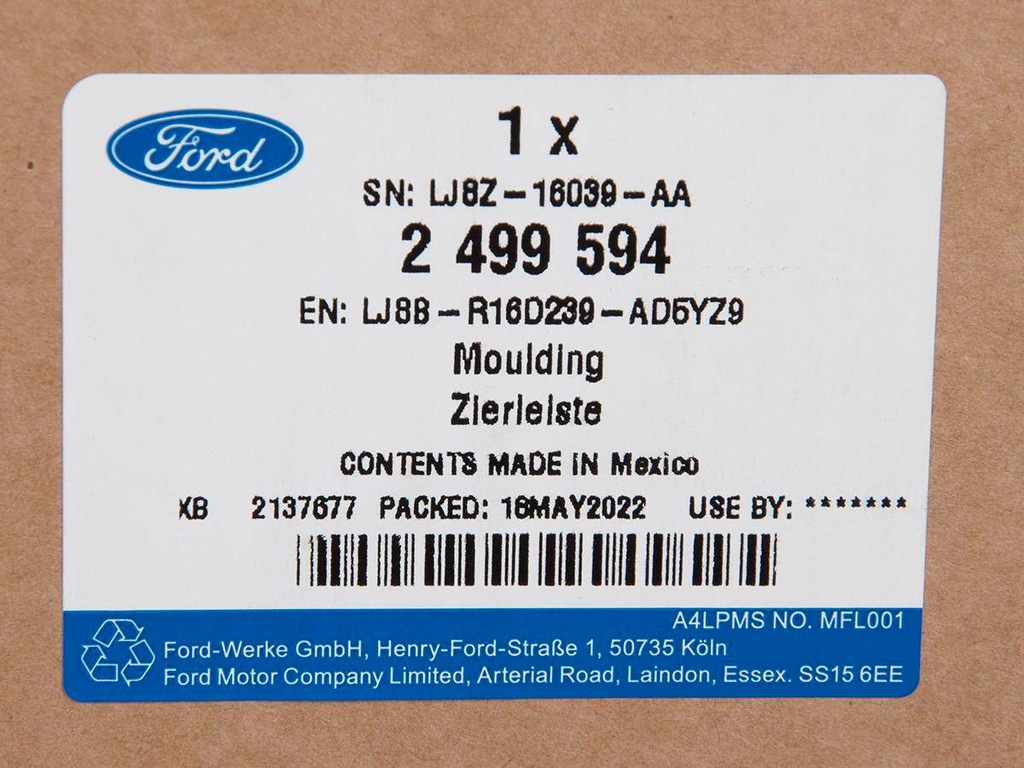 Ford
1 x
SN: LJ8Z-16039-AA
2 499 594
EN: LJ8B-R16D239-AD5YZ9
Moulding
Zierleiste
CONTENTS MADE IN Mexico
XB 2137677 PACKED: 16MAY2022 USE BY: *******
A4LPMS NO. MFL001
Ford-Werke GmbH, Henry-Ford-Straße 1, 50735 Köln
Ford Motor Company Limited, Arterial Road, Laindon, Essex. SS15 6EE